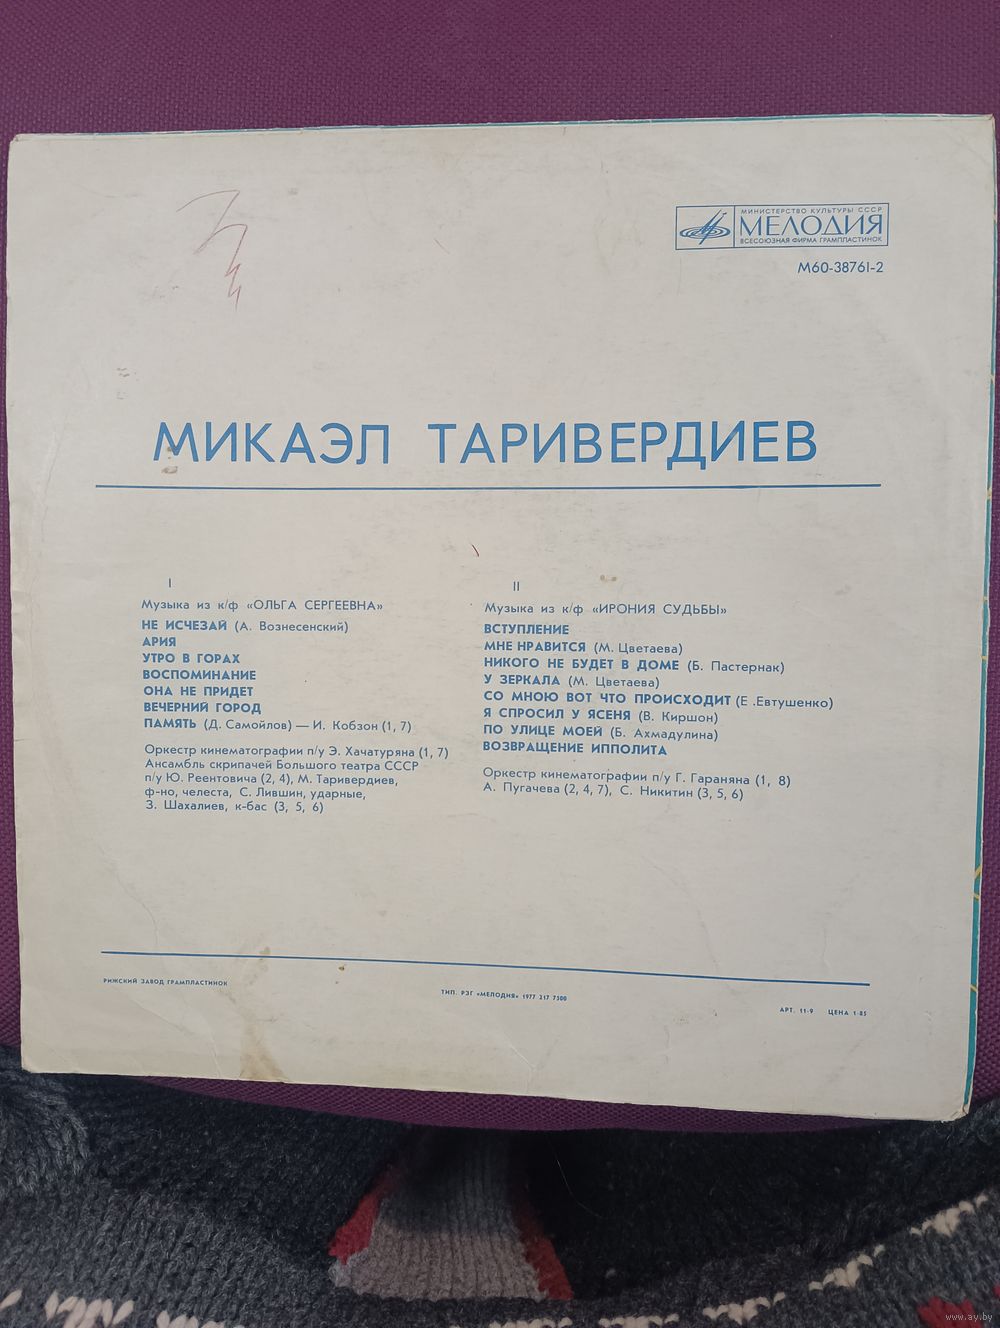 МИНИСТЕРСТВО КУЛЬТУРЫ СССР
МЕЛОДИЯ
ВСЕСОЮЗНАЯ ФИРМА ГРАМПЛАСТИНОК
М60-38761-2
МИКАЭЛ ТАРИВЕРДИЕВ
I
Музыка из к/ф «ОЛЬГА СЕРГЕЕВНА»
НЕ ИСЧЕЗАЙ (А. Вознесенский)
АРИЯ
УТРО В ГОРАХ
ВОСПОМИНАНИЕ
ОНА НЕ ПРИДЕТ
ВЕЧЕРНИЙ ГОРОД
ПАМЯТЬ (Д. Самойлов) — И. Кобзон (1, 7)
Оркестр кинематографии п/у Э. Хачатуряна (1, 7)
Ансамбль скрипачей Большого театра СССР
п/у Ю. Реентовича (2, 4), М. Таривердиев,
ф-но, челеста, С. Лившин, ударные,
З. Шахалиев, к-бас (3, 5, 6)
II
Музыка из к/ф «ИРОНИЯ СУДЬБЫ»
ВСТУПЛЕНИЕ
МНЕ НРАВИТСЯ (М. Цветаева)
НИКОГО НЕ БУДЕТ В ДОМЕ (Б. Пастернак)
У ЗЕРКАЛА (М. Цветаева)
СО МНОЮ ВОТ ЧТО ПРОИСХОДИТ (Е .Евтушенко)
Я СПРОСИЛ У ЯСЕНЯ (В. Киршон)
ПО УЛИЦЕ МОЕЙ (Б. Ахмадулина)
ВОЗВРАЩЕНИЕ ИППОЛИТА
Оркестр кинематографии п/у Г. Гараняна (1, 8)
А. Пугачева (2, 4, 7), С. Никитин (3, 5, 6)
РИЖСКИЙ ЗАВОД ГРАМПЛАСТИНОК
ТИП. РЗГ «МЕЛОДИЯ» 1977 217 7500
АРТ. 11-9 ЦЕНА 1-85
www.ay.by